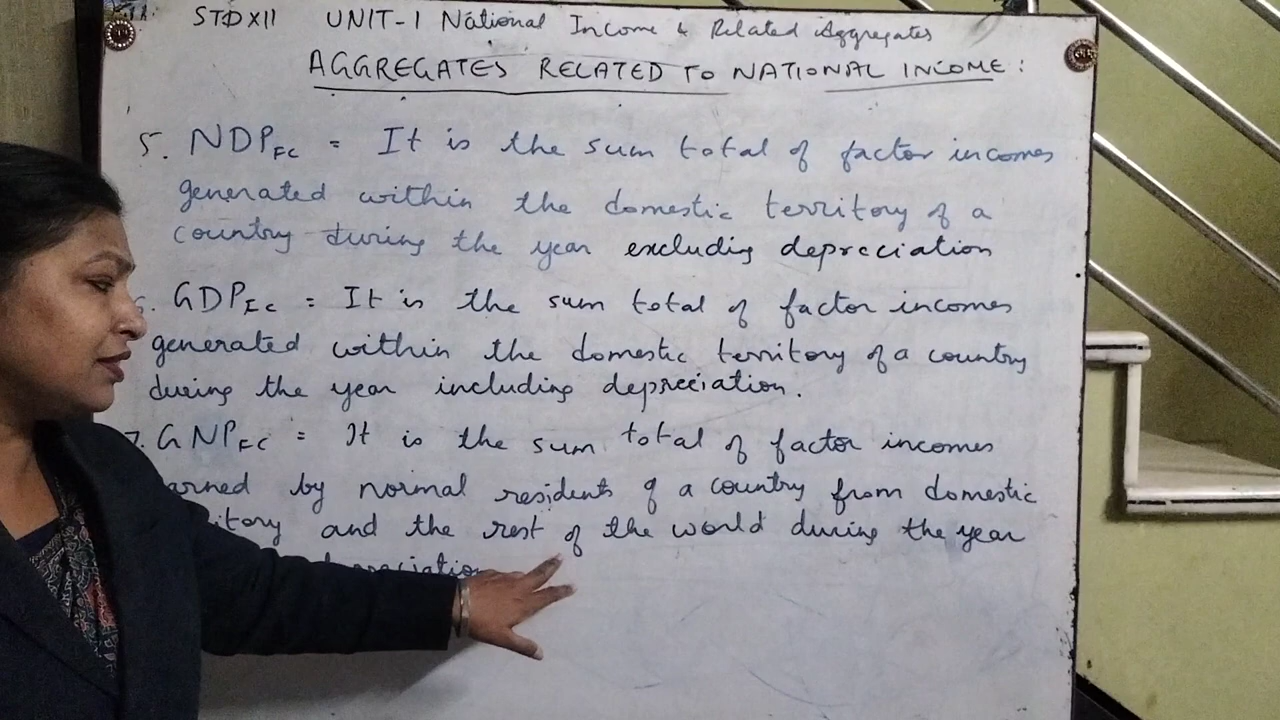 STD XII UNIT-1 National Income & Related Aggregates
AGGREGATES RELATED TO NATIONAL INCOME:
5. NDPFC = It is the sum total of factor incomes
generated within the domestic territory of a
country during the year excluding depreciation
6. GDPFC = It is the sum total of factor incomes
generated within the domestic territory of a country
during the year including depreciation.
7. GNPFC = It is the sum total of factor incomes
earned by normal residents of a country from domestic
and the rest of the world during the year
depreciation